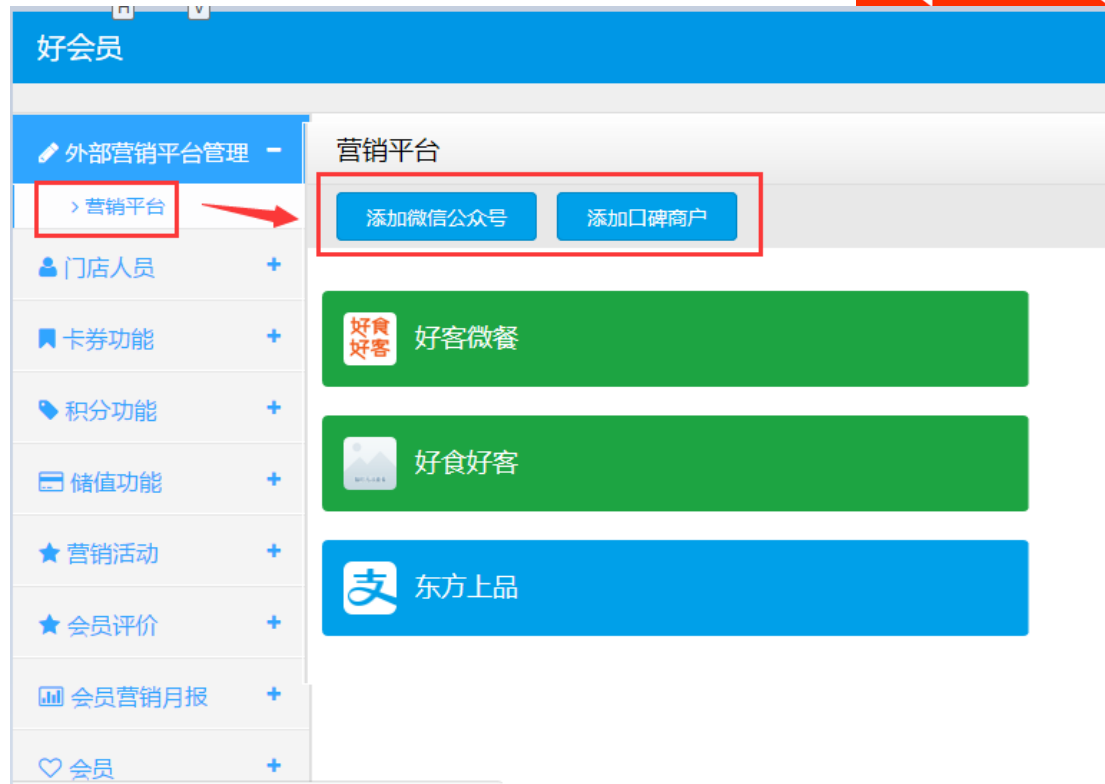 H V
好会员
外部营销平台管理
营销平台
营销平台
添加微信公众号 添加口碑商户
门店人员
卡券功能
积分功能
储值功能
营销活动
会员评价
会员营销月报
会员
好食
好客
好客微餐
好食好客
支
东方上品